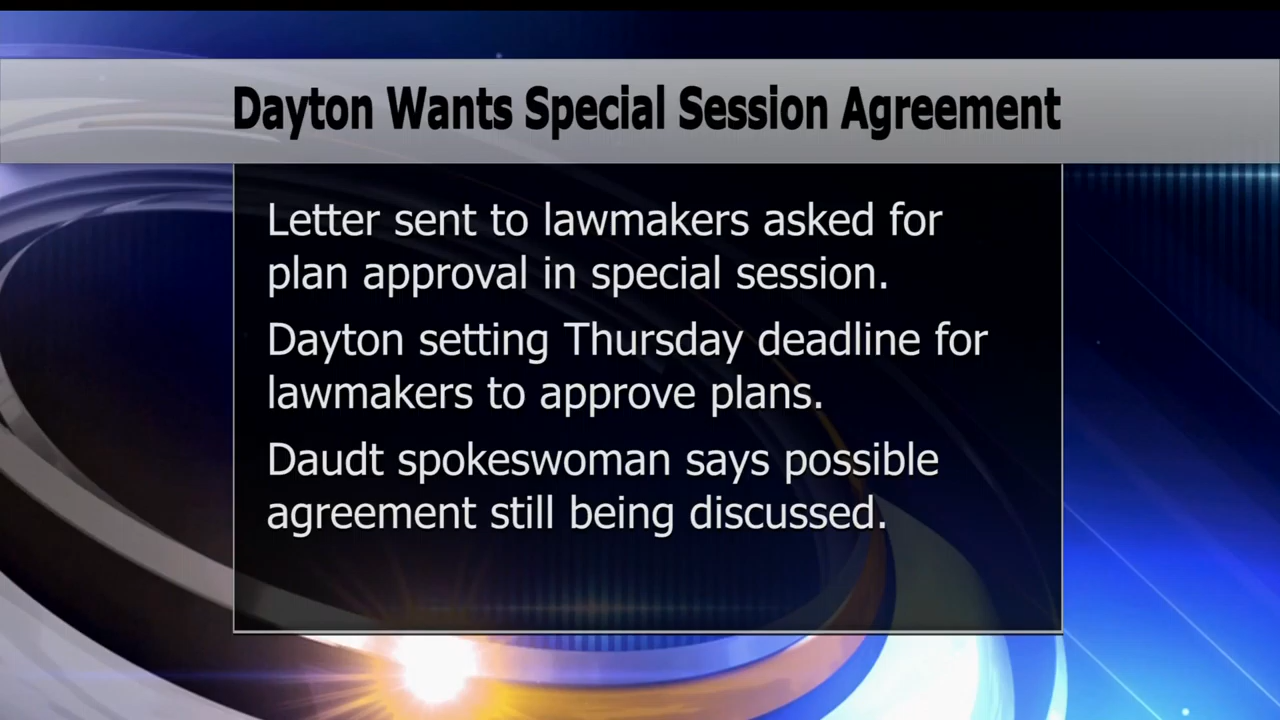 Dayton Wants Special Session Agreement
Letter sent to lawmakers asked for
plan approval in special session.
Dayton setting Thursday deadline for
lawmakers to approve plans.
Daudt spokeswoman says possible
agreement still being discussed.